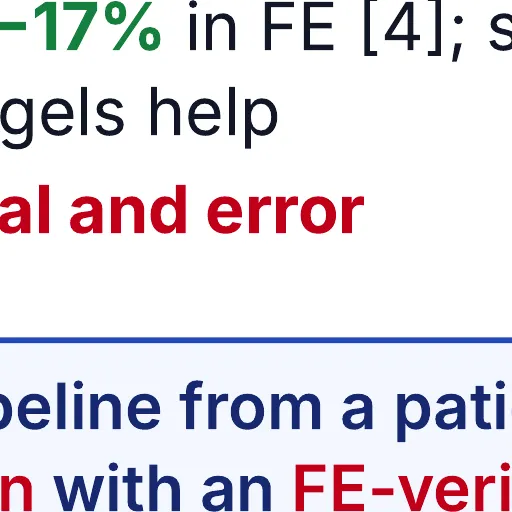 –17% in FE [4]; s
gels help
al and error
peline from a pati
n with an FE-veri